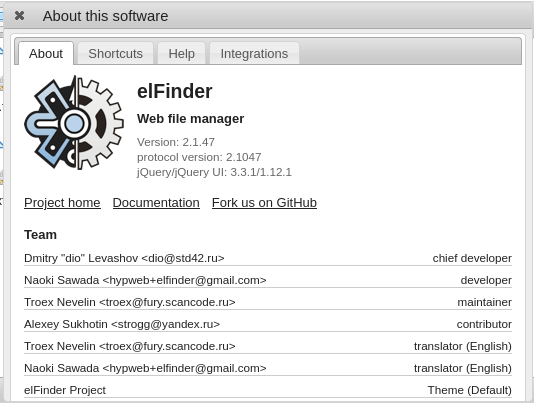 About this software
About Shortcuts Help Integrations
elFinder
Web file manager
Version: 2.1.47
protocol version: 2.1047
jQuery/jQuery UI: 3.3.1/1.12.1
Project home Documentation Fork us on GitHub
Team
Dmitry "dio" Levashov <dio@std42.ru> chief developer
Naoki Sawada <hypweb+elfinder@gmail.com> developer
Troex Nevelin <troex@fury.scancode.ru> maintainer
Alexey Sukhotin <strogg@yandex.ru> contributor
Troex Nevelin <troex@fury.scancode.ru> translator (English)
Naoki Sawada <hypweb+elfinder@gmail.com> translator (English)
elFinder Project Theme (Default)